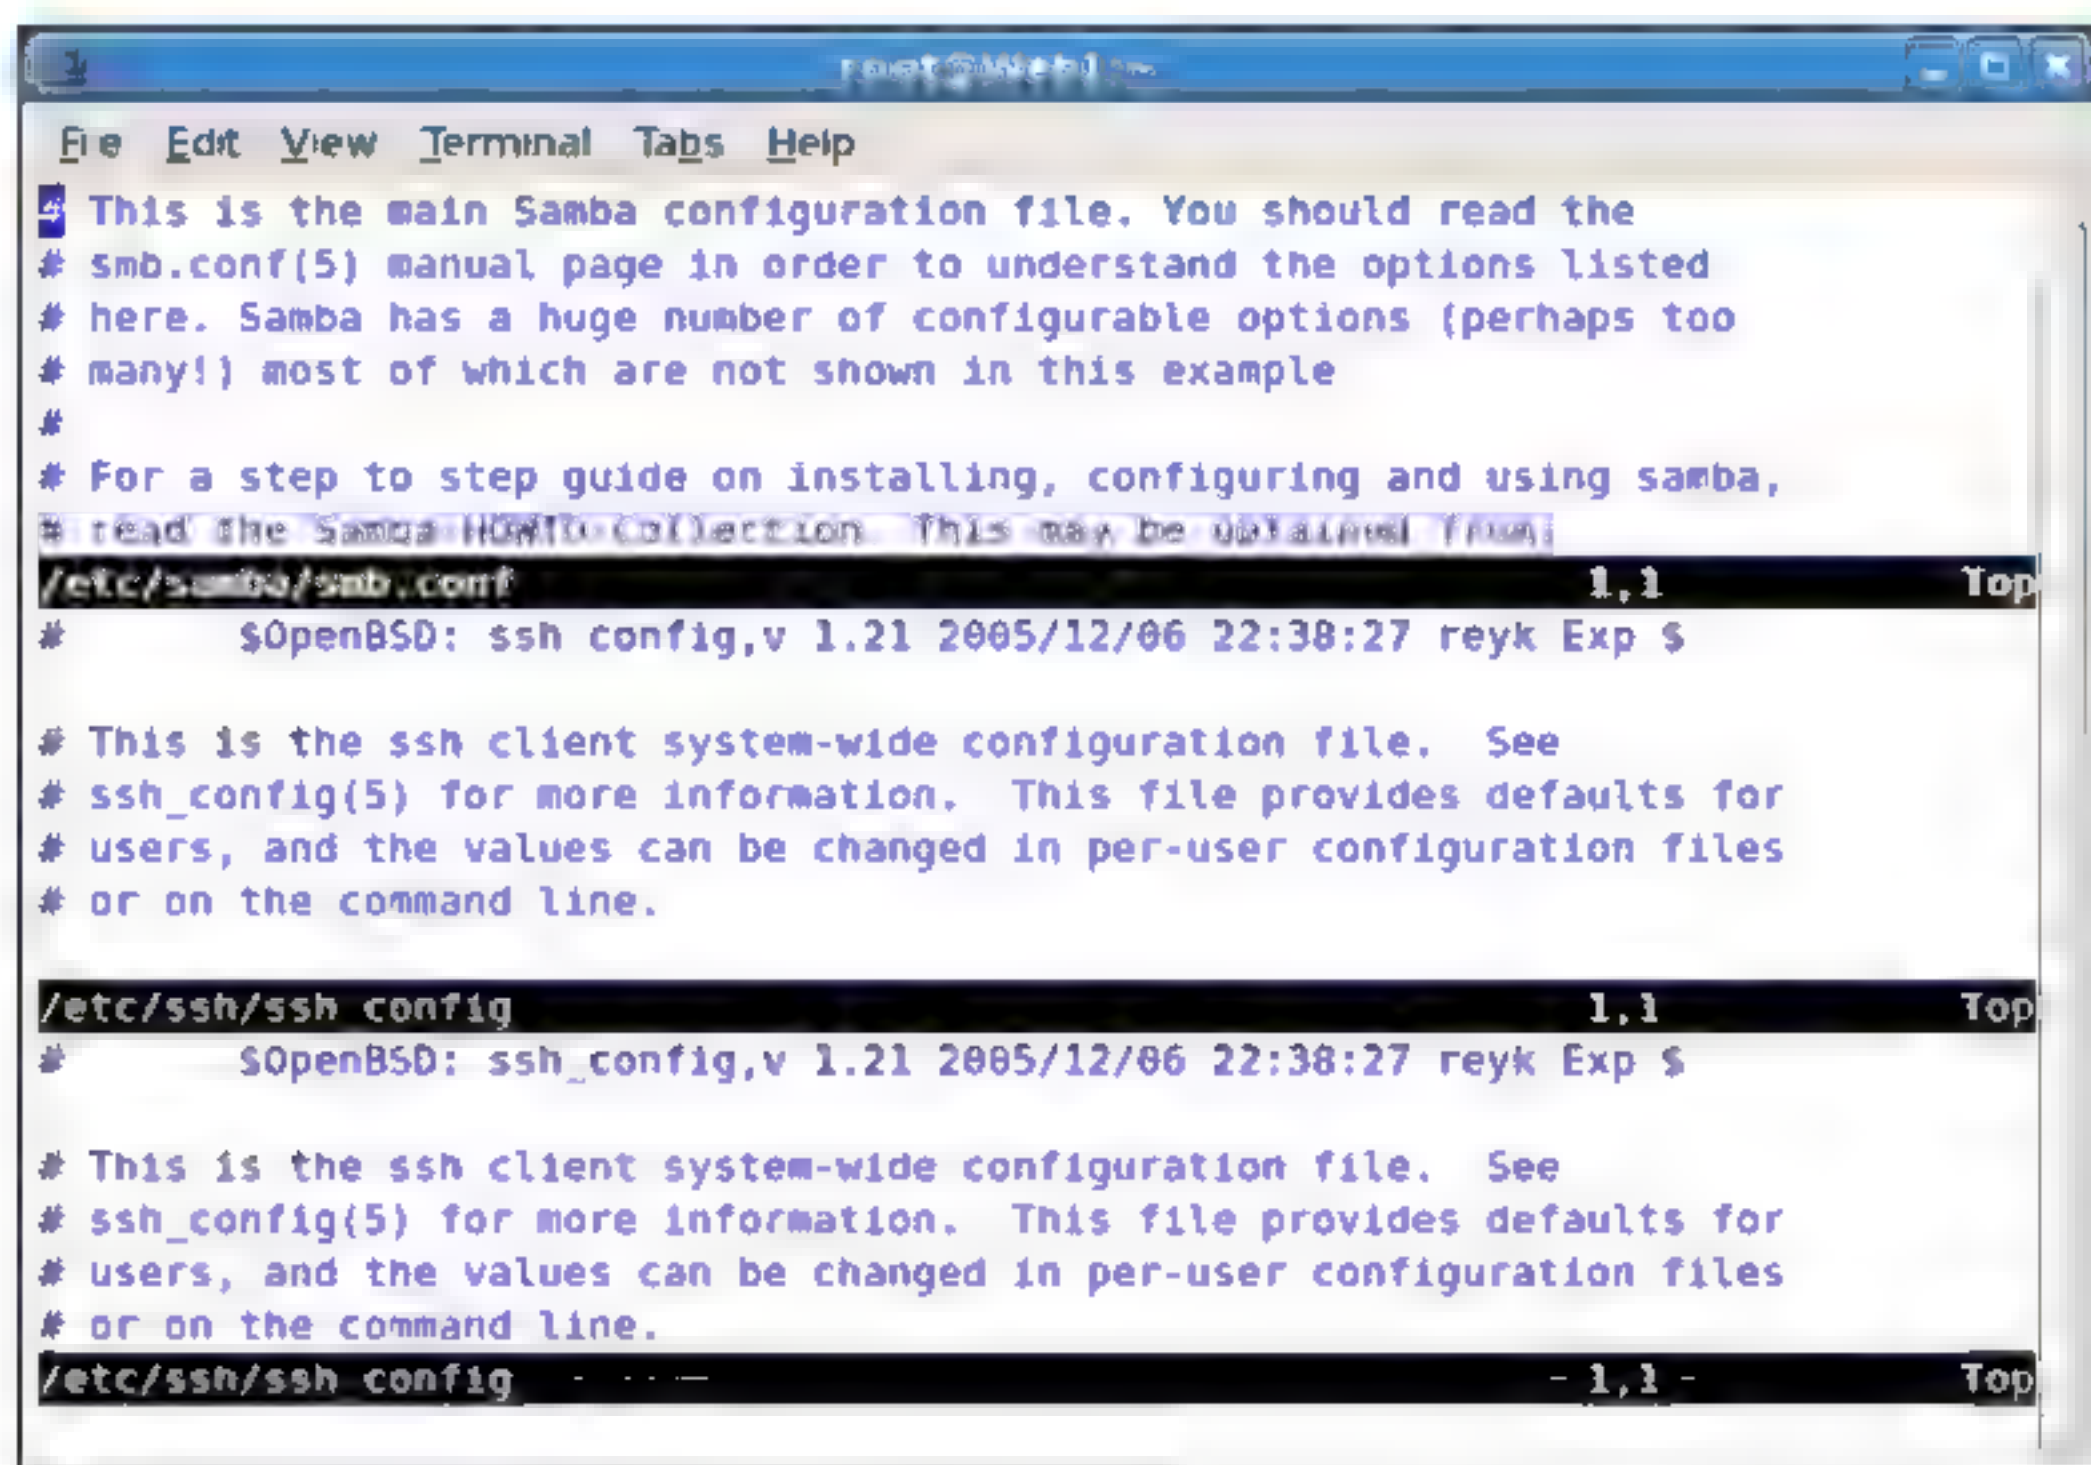 File Edit View Terminal Tabs Help
# This is the main Samba configuration file. You should read the
# smb.conf(5) manual page in order to understand the options listed
# here. Samba has a huge number of configurable options (perhaps too
# many!) most of which are not shown in this example
#
# For a step to step guide on installing, configuring and using samba,
# read the Samba-HOWTO-Collection. This may be obtained from:
/etc/samba/smb.conf 1,1 Top
# $OpenBSD: ssh config,v 1.21 2005/12/06 22:38:27 reyk Exp $
# This is the ssh client system-wide configuration file. See
# ssh_config(5) for more information. This file provides defaults for
# users, and the values can be changed in per-user configuration files
# or on the command line.
/etc/ssh/ssh config 1,1 Top
# $OpenBSD: ssh_config,v 1.21 2005/12/06 22:38:27 reyk Exp $
# This is the ssh client system-wide configuration file. See
# ssh_config(5) for more information. This file provides defaults for
# users, and the values can be changed in per-user configuration files
# or on the command line.
/etc/ssh/ssh config 1,1 Top